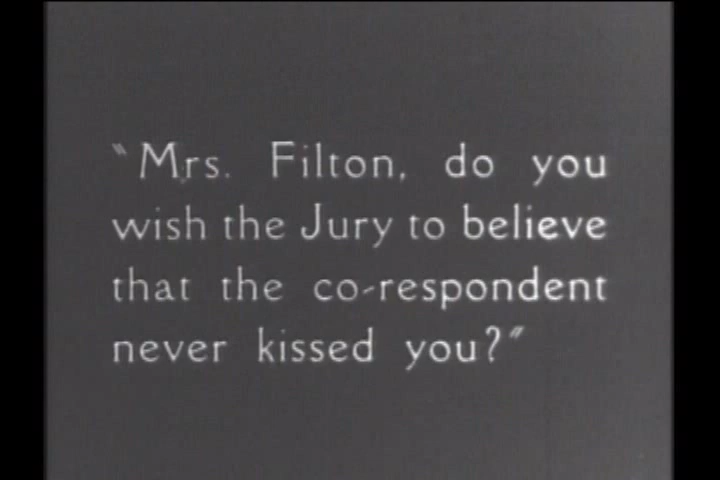 "Mrs. Filton, do you
wish the Jury to believe
that the co-respondent
never kissed you?"